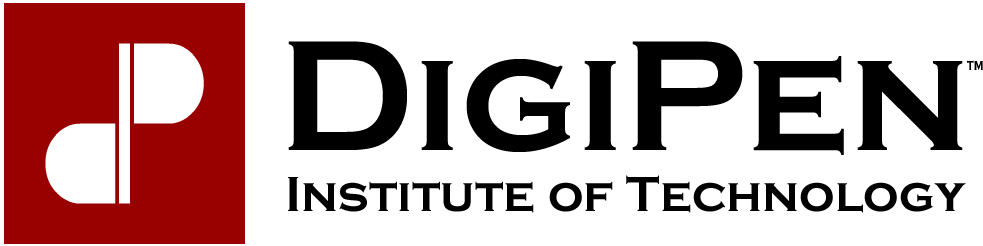 DIGIPEN™
INSTITUTE OF TECHNOLOGY